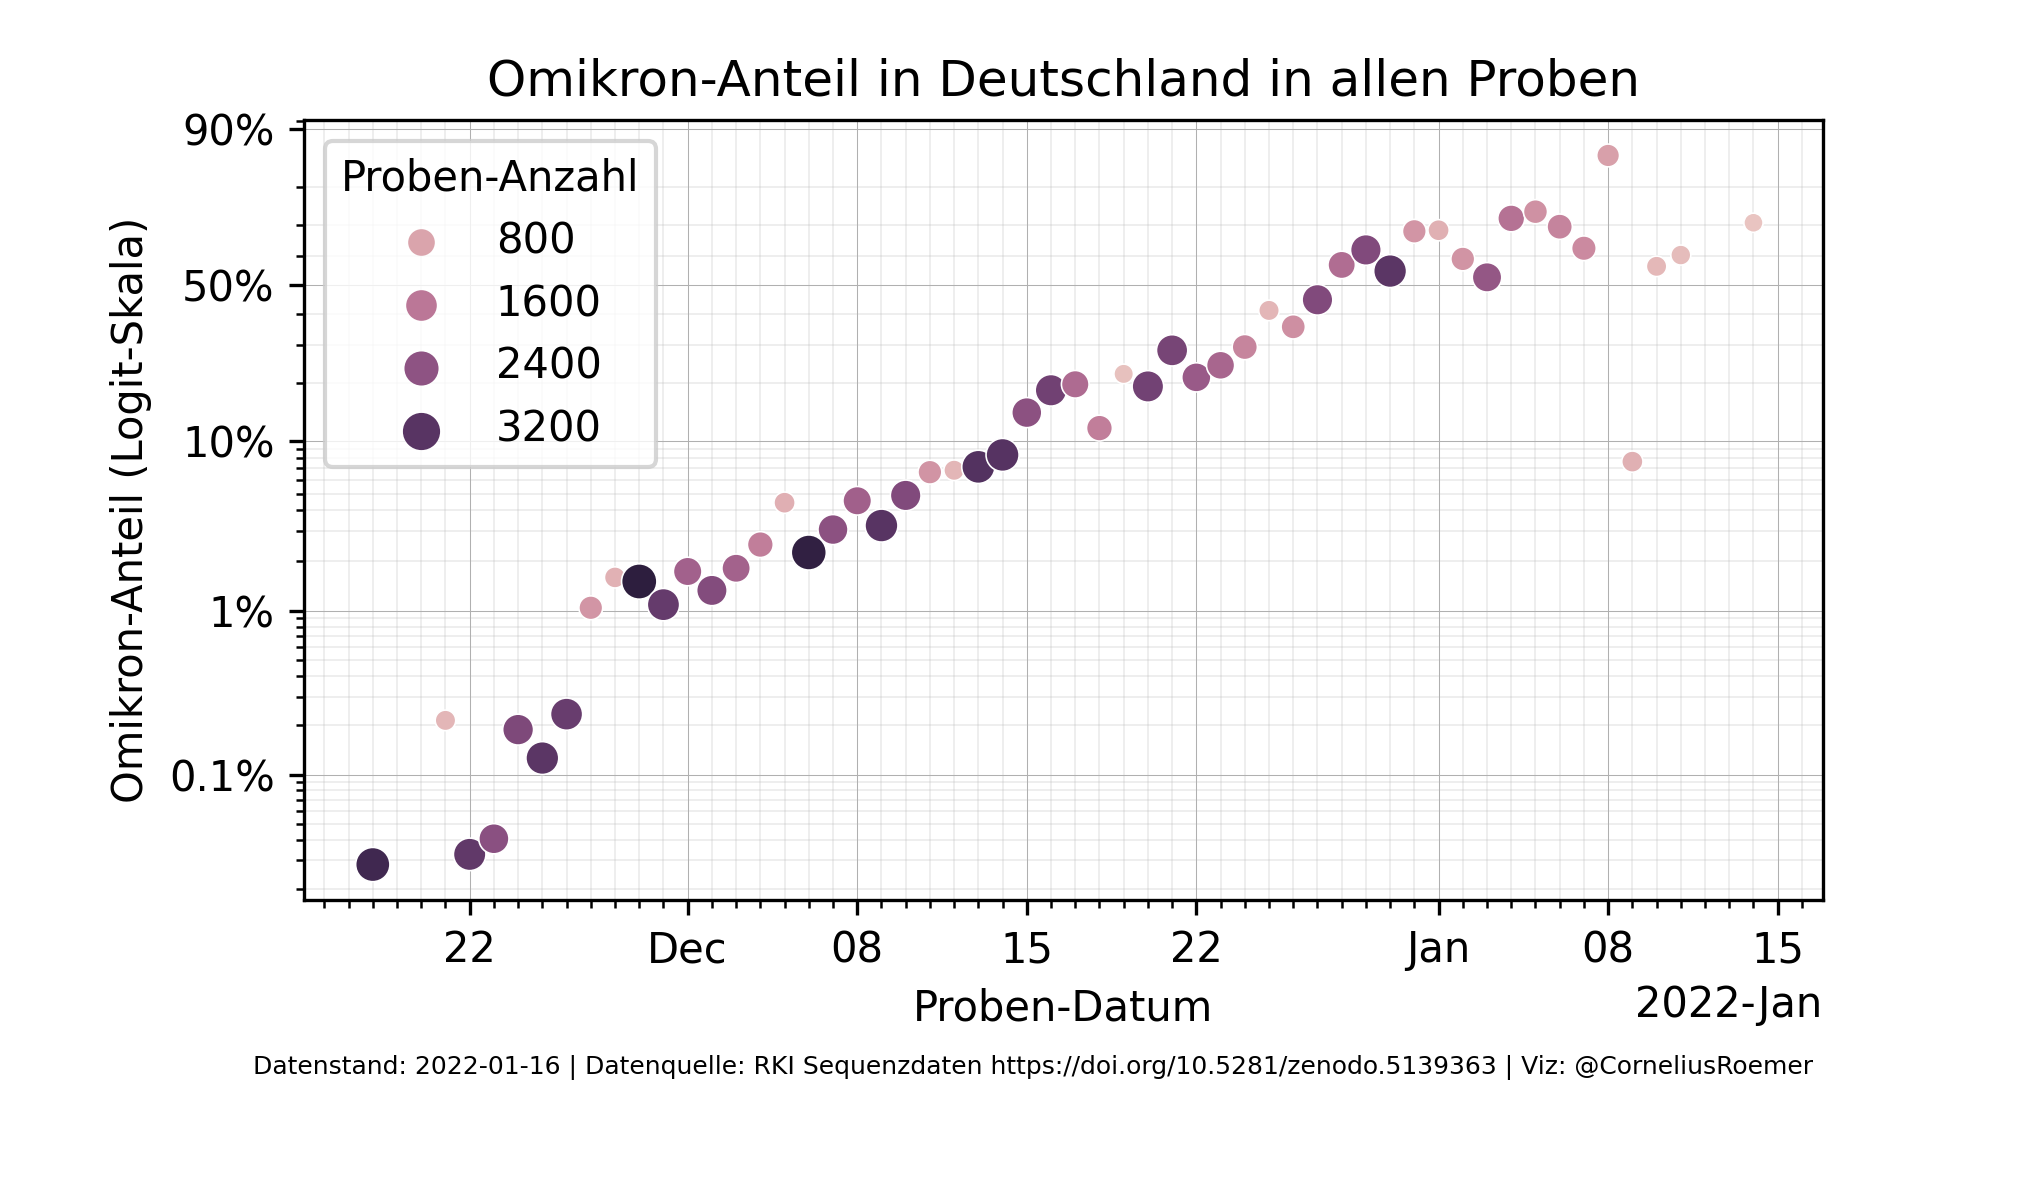 Omikron-Anteil in Deutschland in allen Proben
Omikron-Anteil (Logit-Skala)
90%
50%
10%
1%
0.1%
Proben-Anzahl
800
1600
2400
3200
22 Dec 08 15 22 Jan 08 15
Proben-Datum
2022-Jan
Datenstand: 2022-01-16 | Datenquelle: RKI Sequenzdaten https://doi.org/10.5281/zenodo.5139363 | Viz: @CorneliusRoemer